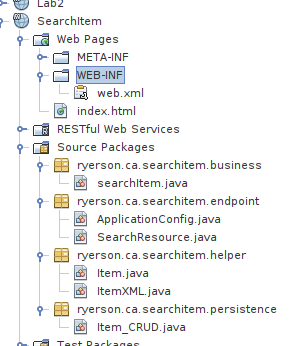 Lab2
SearchItem
Web Pages
META-INF
WEB-INF
web.xml
index.html
RESTful Web Services
Source Packages
ryerson.ca.searchitem.business
searchItem.java
ryerson.ca.searchitem.endpoint
ApplicationConfig.java
SearchResource.java
ryerson.ca.searchitem.helper
Item.java
ItemXML.java
ryerson.ca.searchitem.persistence
Item_CRUD.java
Test Packages